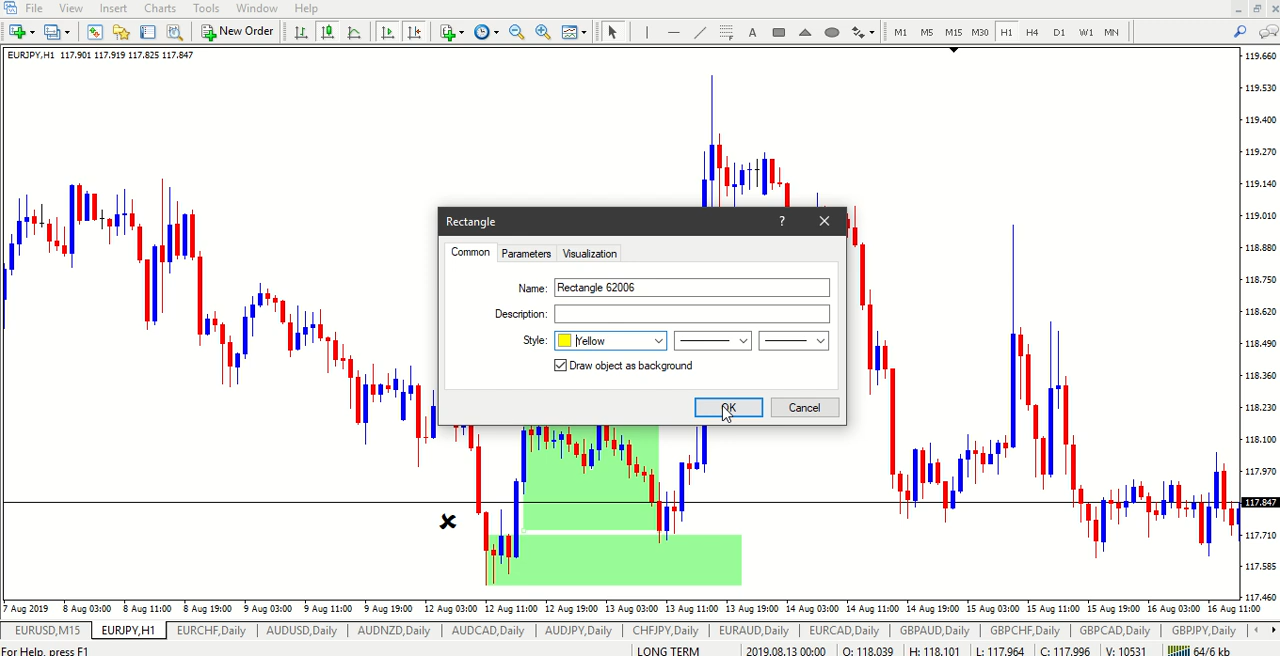 File View Insert Charts Tools Window Help
New Order A M1 M5 M15 M30 H1 H4 D1 W1 MN
EURJPY,H1 117.901 117.919 117.825 117.847
119.660
119.530
119.400
119.270
119.140
119.010
118.880
118.750
118.620
118.490
118.360
118.230
118.100
117.970
117.847
117.710
117.585
117.460
Rectangle ?
Common Parameters Visualization
Name: Rectangle 62006
Description:
Style: Yellow
Draw object as background
OK Cancel
7 Aug 2019 8 Aug 03:00 8 Aug 11:00 8 Aug 19:00 9 Aug 03:00 9 Aug 11:00 9 Aug 19:00 12 Aug 03:00 12 Aug 11:00 12 Aug 19:00 13 Aug 03:00 13 Aug 11:00 13 Aug 19:00 14 Aug 03:00 14 Aug 11:00 14 Aug 19:00 15 Aug 03:00 15 Aug 11:00 15 Aug 19:00 16 Aug 03:00 16 Aug 11:00
EURUSD,M15 EURJPY,H1 EURCHF,Daily AUDUSD,Daily AUDNZD,Daily AUDCAD,Daily AUDJPY,Daily CHFJPY,Daily EURAUD,Daily EURCAD,Daily GBPAUD,Daily GBPCHF,Daily GBPCAD,Daily GBPJPY,Daily
For Help, press F1 LONG TERM 2019.08.13 00:00 O: 118.039 H: 118.101 L: 117.964 C: 117.996 V: 10531 64/6 kb